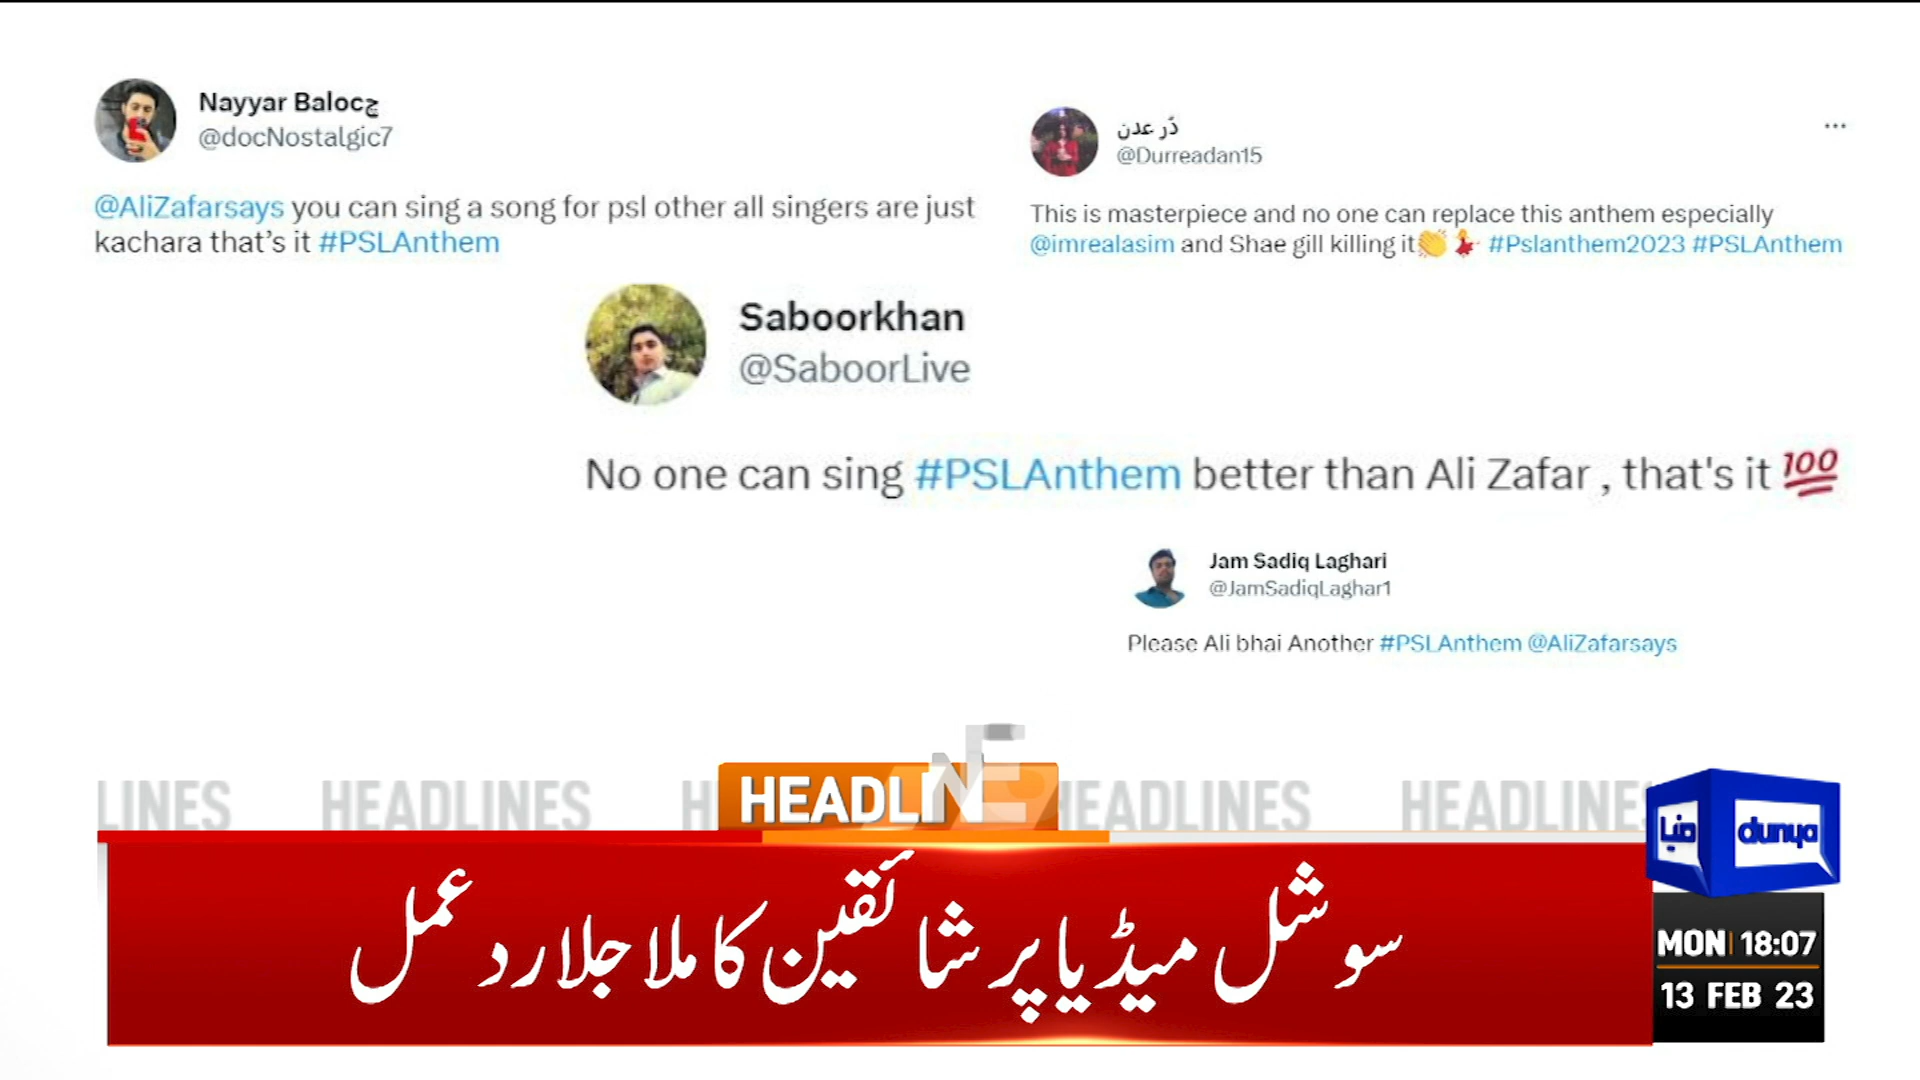 Nayyar Balocچ
@docNostalgic7
@AliZafarsays you can sing a song for psl other all singers are just
kachara that’s it #PSLAnthem
دُر عدن
@Durreadan15
This is masterpiece and no one can replace this anthem especially
@imrealasim and Shae gill killing it👏💃 #Pslanthem2023 #PSLAnthem
Saboorkhan
@SaboorLive
No one can sing #PSLAnthem better than Ali Zafar , that's it 💯
Jam Sadiq Laghari
@JamSadiqLaghar1
Please Ali bhai Another #PSLAnthem @AliZafarsays
LINES HEADLINES H HEADLINE HEADLINES HEADLINES
سوشل میڈیا پر شائقین کا ملا جلا ردعمل
دنیا dunya
MON 18:07
13 FEB 23